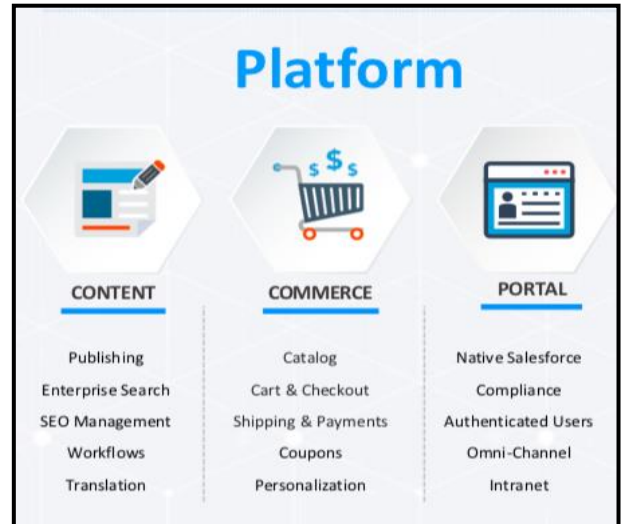 Platform
$ $ $
CONTENT
Publishing
Enterprise Search
SEO Management
Workflows
Translation
COMMERCE
Catalog
Cart & Checkout
Shipping & Payments
Coupons
Personalization
PORTAL
Native Salesforce
Compliance
Authenticated Users
Omni-Channel
Intranet